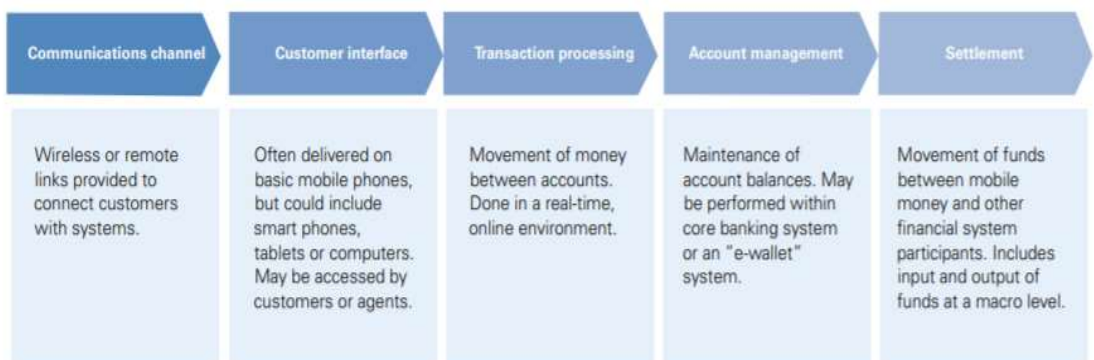 Communications channel
Customer interface
Transaction processing
Account management
Settlement
Wireless or remote
links provided to
connect customers
with systems.
Often delivered on
basic mobile phones,
but could include
smart phones,
tablets or computers.
May be accessed by
customers or agents.
Movement of money
between accounts.
Done in a real-time,
online environment.
Maintenance of
account balances. May
be performed within
core banking system
or an "e-wallet"
system.
Movement of funds
between mobile
money and other
financial system
participants. Includes
input and output of
funds at a macro level.